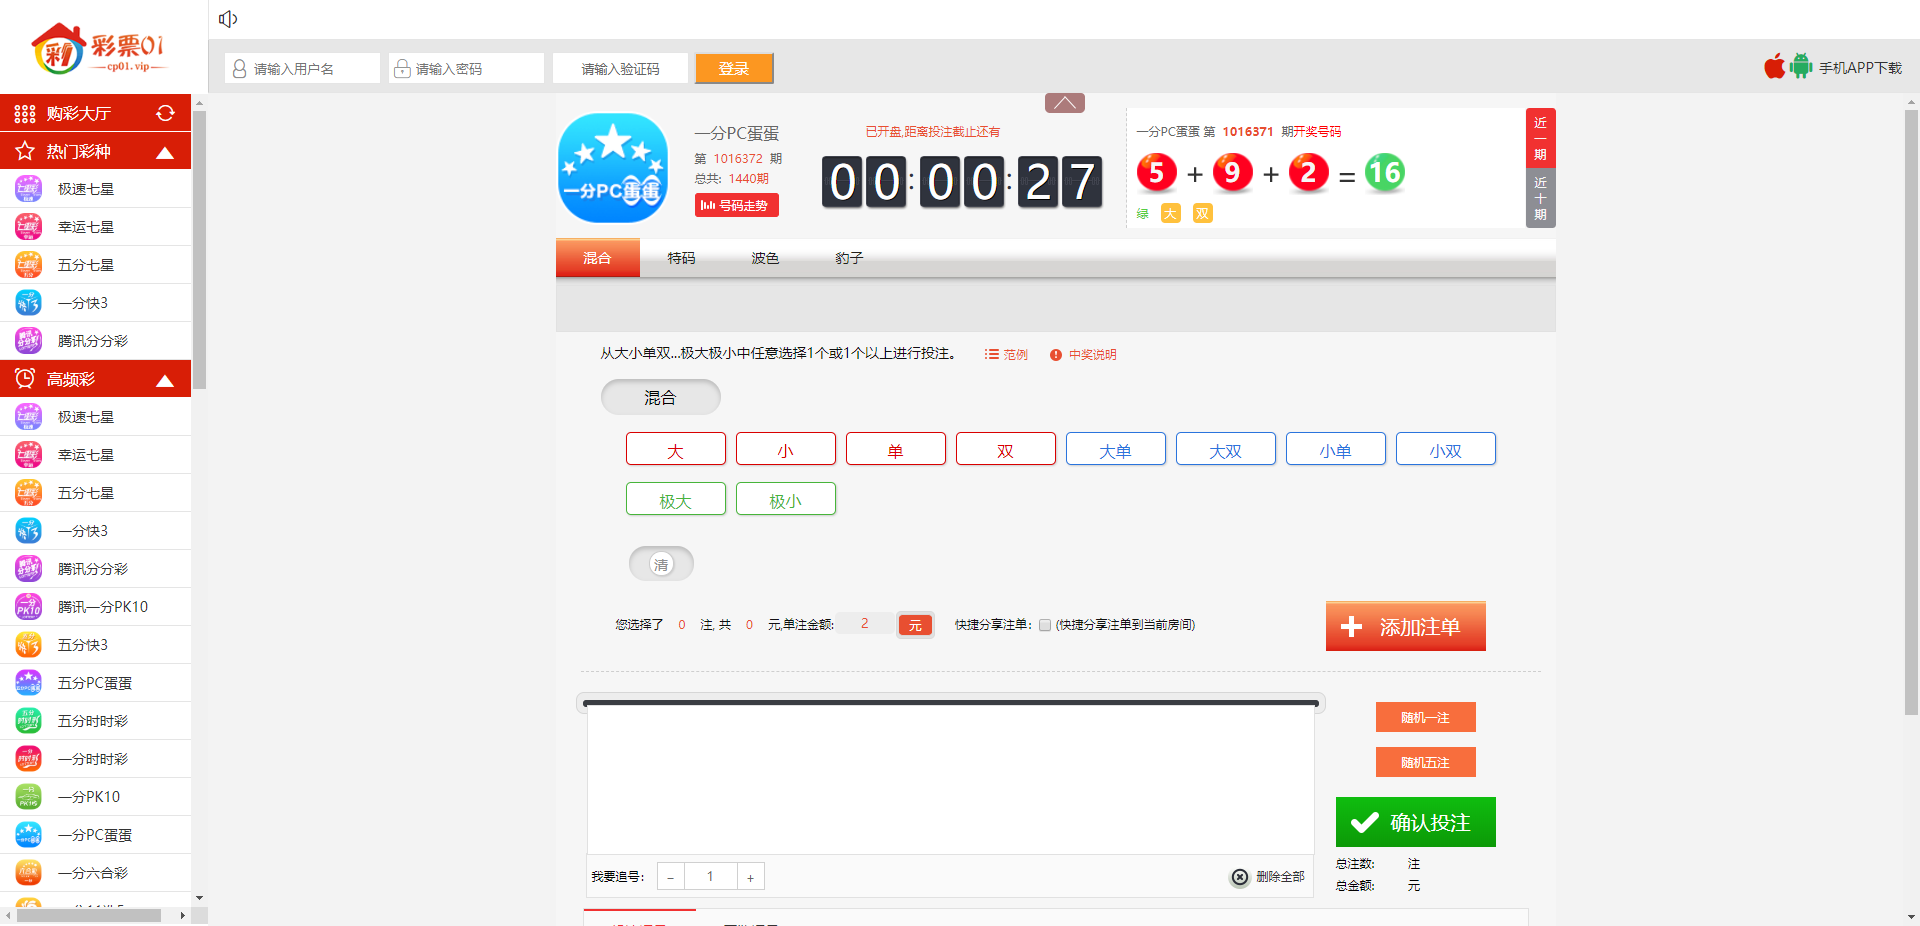 彩票01
cp01.vip
请输入用户名
请输入密码
请输入验证码
登录
手机APP下载
购彩大厅
热门彩种
极速七星
幸运七星
五分七星
一分快3
腾讯分分彩
高频彩
极速七星
幸运七星
五分七星
一分快3
腾讯分分彩
腾讯一分PK10
五分快3
五分PC蛋蛋
五分时时彩
一分时时彩
一分PK10
一分PC蛋蛋
一分六合彩
一分PC蛋蛋
一分PC蛋蛋
第 1016372 期
总共: 1440期
号码走势
已开盘,距离投注截止还有
00:00:27
一分PC蛋蛋 第 1016371 期开奖号码
5 + 9 + 2 = 16
绿 大 双
近一期
近十期
混合 特码 波色 豹子
从大小单双...极大极小中任意选择1个或1个以上进行投注。 范例 中奖说明
混合
大 小 单 双 大单 大双 小单 小双
极大 极小
清
您选择了 0 注, 共 0 元,单注金额: 2 元 快捷分享注单: (快捷分享注单到当前房间)
添加注单
随机一注
随机五注
确认投注
总注数: 注
总金额: 元
我要追号: - 1 + 删除全部